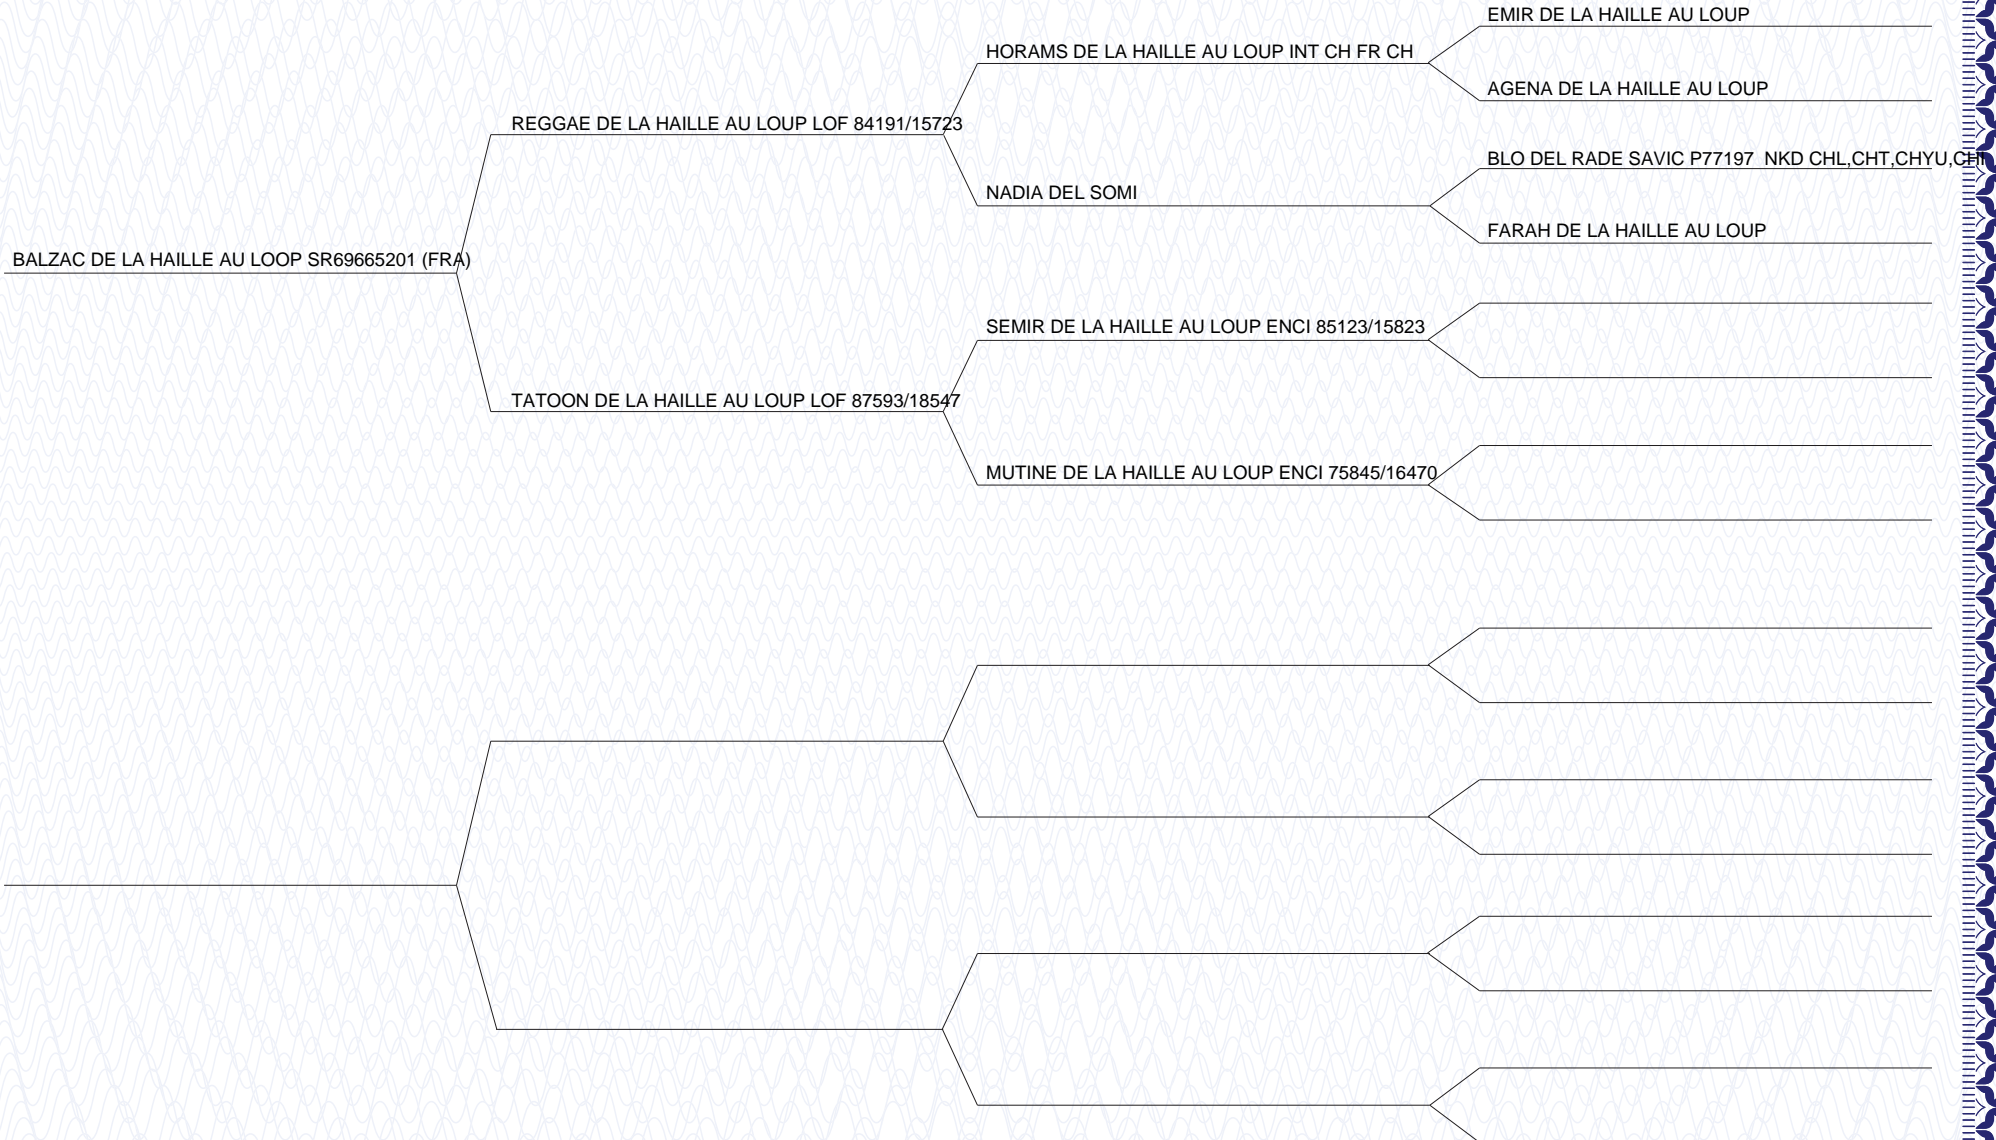 EMIR DE LA HAILLE AU LOUP
HORAMS DE LA HAILLE AU LOUP INT CH FR CH
AGENA DE LA HAILLE AU LOUP
REGGAE DE LA HAILLE AU LOUP LOF 84191/15723
BLO DEL RADE SAVIC P77197 NKD CHL,CHT,CHYU,CHI
NADIA DEL SOMI
FARAH DE LA HAILLE AU LOUP
BALZAC DE LA HAILLE AU LOOP SR69665201 (FRA)
SEMIR DE LA HAILLE AU LOUP ENCI 85123/15823
TATOON DE LA HAILLE AU LOUP LOF 87593/18547
MUTINE DE LA HAILLE AU LOUP ENCI 75845/16470